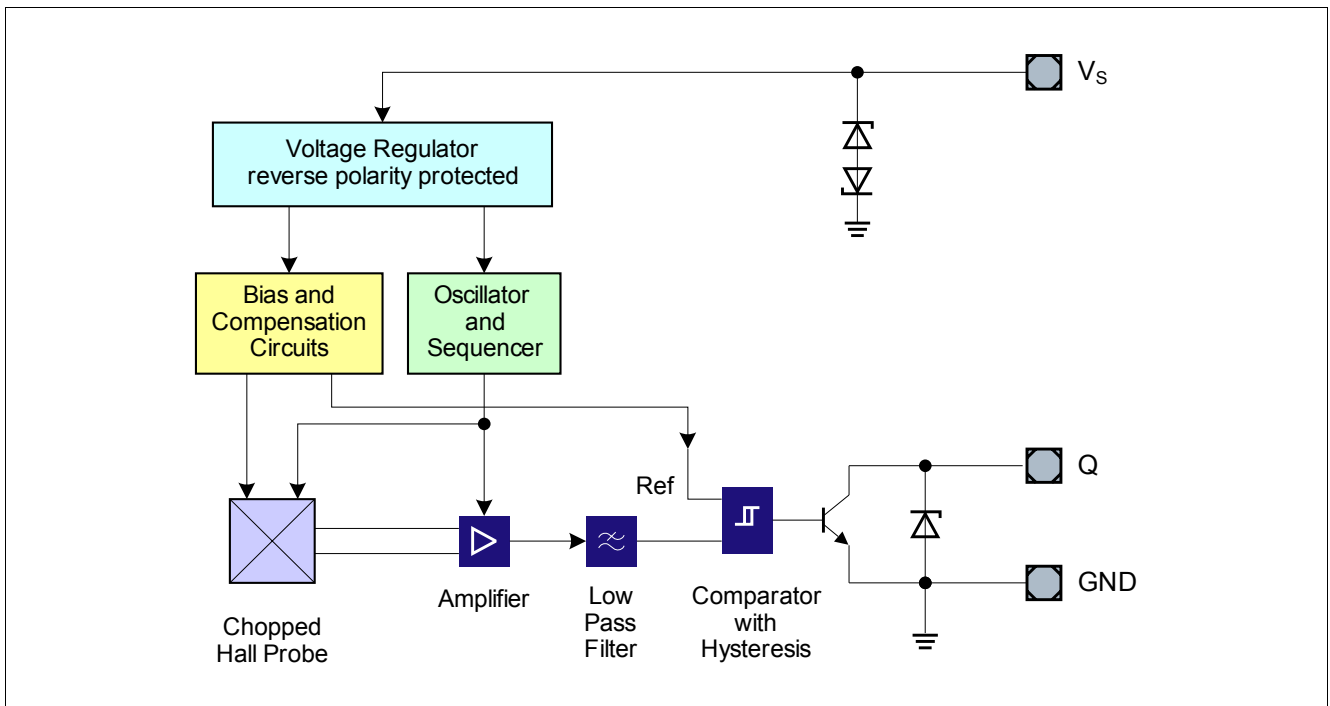 V_S
Voltage Regulator
reverse polarity protected
Bias and
Compensation
Circuits
Oscillator
and
Sequencer
Ref
Q
GND
Amplifier
Low
Pass
Filter
Comparator
with
Hysteresis
Chopped
Hall Probe